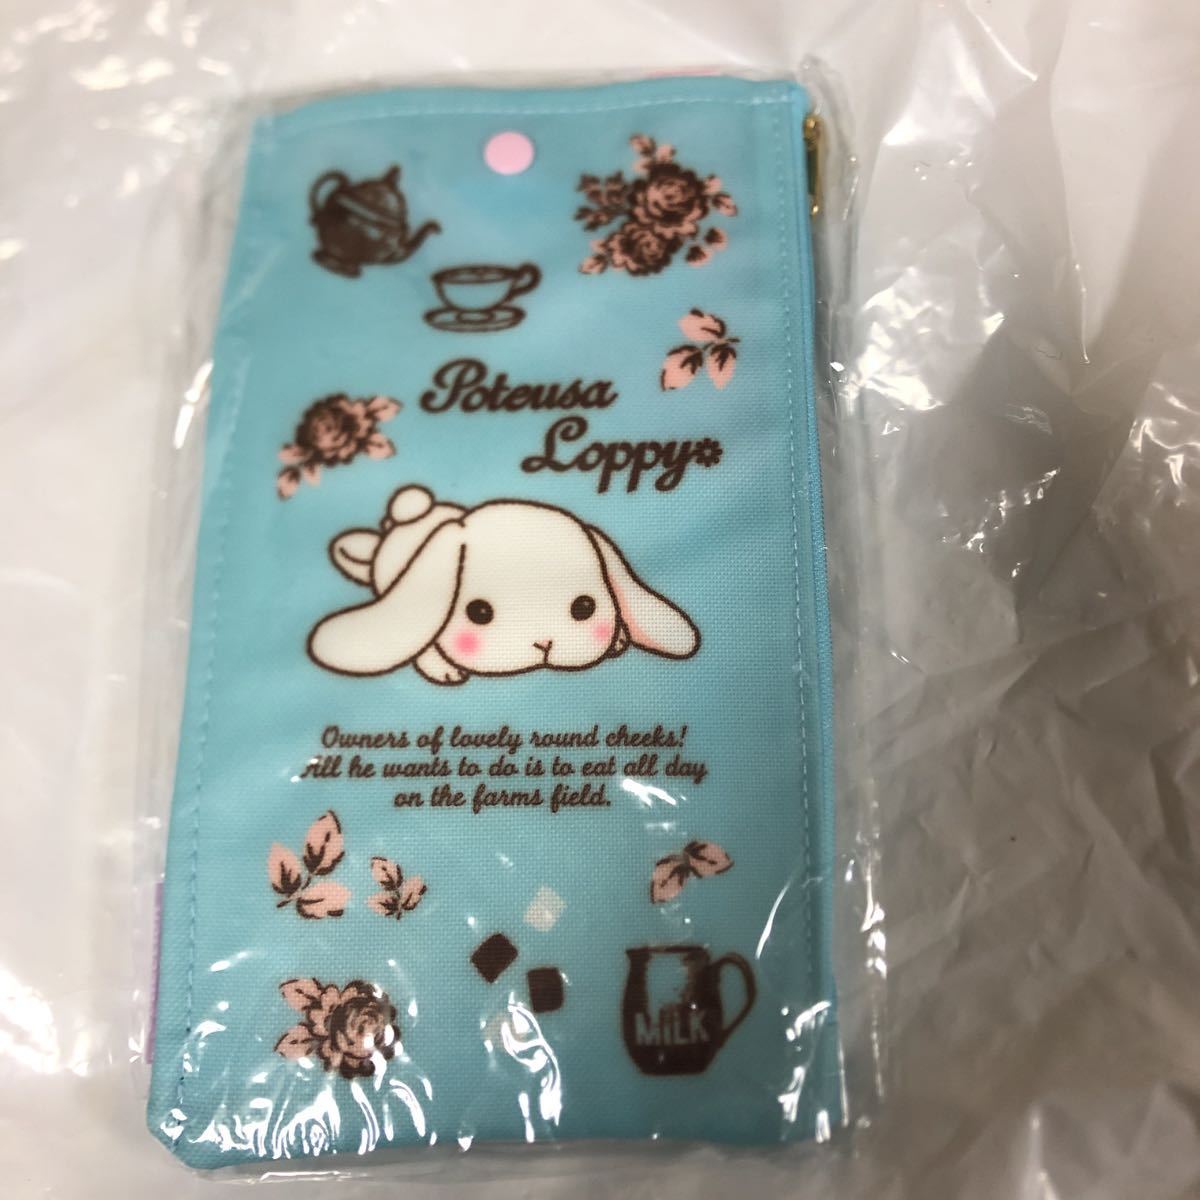 Poteusa
Loppy
Owners of lovely round cheeks!
All he wants to do is to eat all day
on the farms field.
MiLK